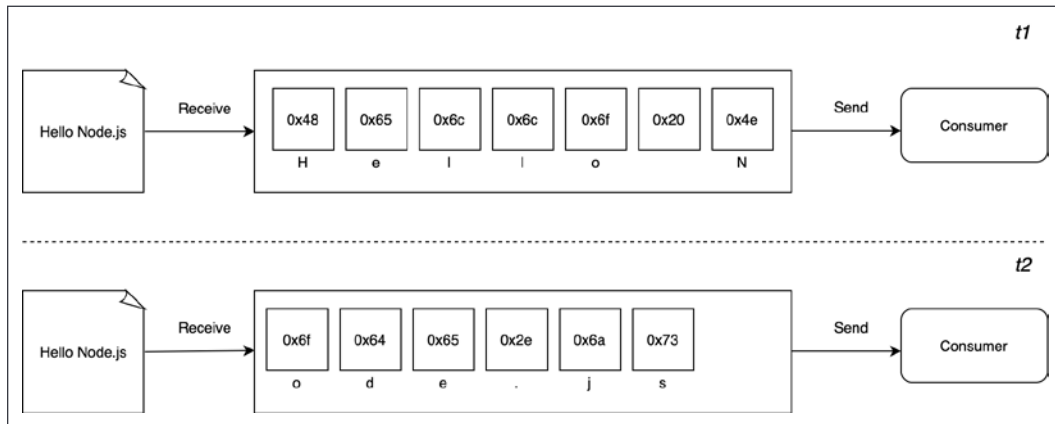 t1
Hello Node.js
Receive
0x48 0x65 0x6c 0x6c 0x6f 0x20 0x4e
H e l l o N
Send
Consumer
t2
Hello Node.js
Receive
0x6f 0x64 0x65 0x2e 0x6a 0x73
o d e . j s
Send
Consumer